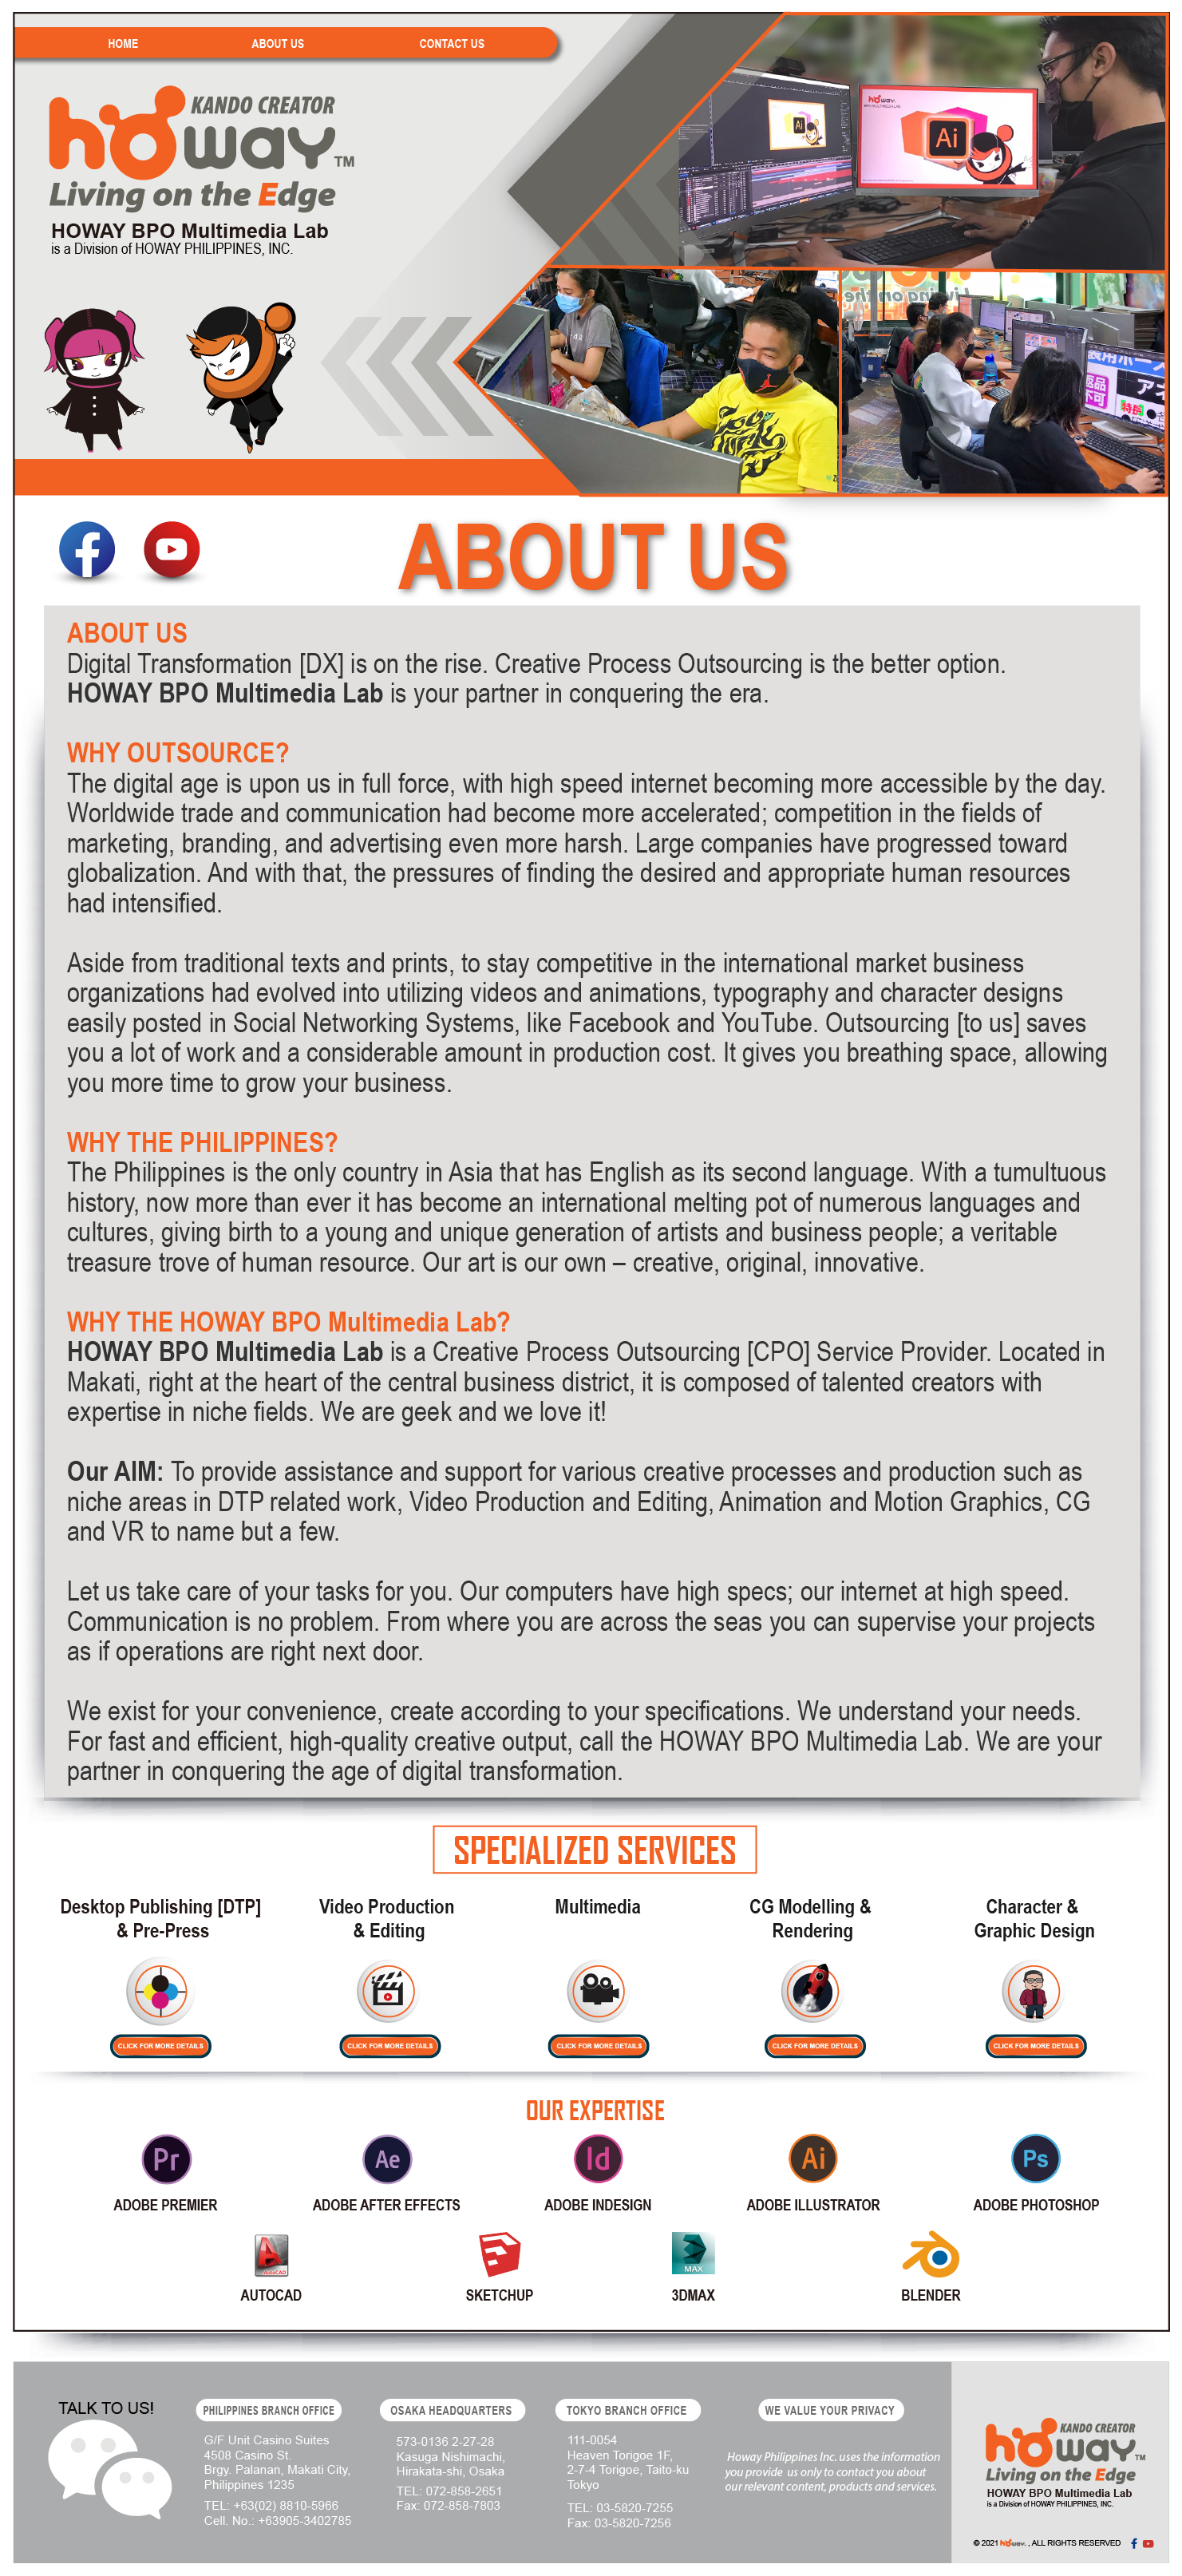 HOME ABOUT US CONTACT US
KANDO CREATOR
howay™
Living on the Edge
HOWAY BPO Multimedia Lab
is a Division of HOWAY PHILIPPINES, INC.
howay.
Ai
Ai
Living on the
返品
不可
特価
ABOUT US
ABOUT US
Digital Transformation [DX] is on the rise. Creative Process Outsourcing is the better option.
HOWAY BPO Multimedia Lab is your partner in conquering the era.
WHY OUTSOURCE?
The digital age is upon us in full force, with high speed internet becoming more accessible by the day.
Worldwide trade and communication had become more accelerated; competition in the fields of
marketing, branding, and advertising even more harsh. Large companies have progressed toward
globalization. And with that, the pressures of finding the desired and appropriate human resources
had intensified.
Aside from traditional texts and prints, to stay competitive in the international market business
organizations had evolved into utilizing videos and animations, typography and character designs
easily posted in Social Networking Systems, like Facebook and YouTube. Outsourcing [to us] saves
you a lot of work and a considerable amount in production cost. It gives you breathing space, allowing
you more time to grow your business.
WHY THE PHILIPPINES?
The Philippines is the only country in Asia that has English as its second language. With a tumultuous
history, now more than ever it has become an international melting pot of numerous languages and
cultures, giving birth to a young and unique generation of artists and business people; a veritable
treasure trove of human resource. Our art is our own – creative, original, innovative.
WHY THE HOWAY BPO Multimedia Lab?
HOWAY BPO Multimedia Lab is a Creative Process Outsourcing [CPO] Service Provider. Located in
Makati, right at the heart of the central business district, it is composed of talented creators with
expertise in niche fields. We are geek and we love it!
Our AIM: To provide assistance and support for various creative processes and production such as
niche areas in DTP related work, Video Production and Editing, Animation and Motion Graphics, CG
and VR to name but a few.
Let us take care of your tasks for you. Our computers have high specs; our internet at high speed.
Communication is no problem. From where you are across the seas you can supervise your projects
as if operations are right next door.
We exist for your convenience, create according to your specifications. We understand your needs.
For fast and efficient, high-quality creative output, call the HOWAY BPO Multimedia Lab. We are your
partner in conquering the age of digital transformation.
SPECIALIZED SERVICES
Desktop Publishing [DTP]
& Pre-Press
CLICK FOR MORE DETAILS
Video Production
& Editing
CLICK FOR MORE DETAILS
Multimedia
CLICK FOR MORE DETAILS
CG Modelling &
Rendering
CLICK FOR MORE DETAILS
Character &
Graphic Design
CLICK FOR MORE DETAILS
OUR EXPERTISE
Pr Ae Id Ai Ps
ADOBE PREMIER ADOBE AFTER EFFECTS ADOBE INDESIGN ADOBE ILLUSTRATOR ADOBE PHOTOSHOP
AUTOCAD
MAX
AUTOCAD SKETCHUP 3DMAX BLENDER
TALK TO US!
PHILIPPINES BRANCH OFFICE
G/F Unit Casino Suites
4508 Casino St.
Brgy. Palanan, Makati City,
Philippines 1235
TEL: +63(02) 8810-5966
Cell. No.: +63905-3402785
OSAKA HEADQUARTERS
573-0136 2-27-28
Kasuga Nishimachi,
Hirakata-shi, Osaka
TEL: 072-858-2651
Fax: 072-858-7803
TOKYO BRANCH OFFICE
111-0054
Heaven Torigoe 1F,
2-7-4 Torigoe, Taito-ku
Tokyo
TEL: 03-5820-7255
Fax: 03-5820-7256
WE VALUE YOUR PRIVACY
Howay Philippines Inc. uses the information
you provide us only to contact you about
our relevant content, products and services.
KANDO CREATOR
howay™
Living on the Edge
HOWAY BPO Multimedia Lab
is a Division of HOWAY PHILIPPINES, INC.
© 2021 howay. , ALL RIGHTS RESERVED